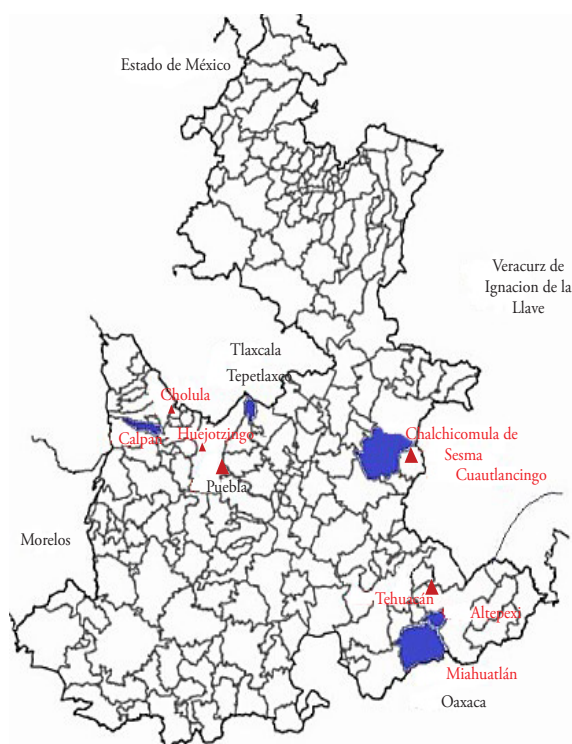 Estado de México
Veracurz de
Ignacion de la
Llave
Tlaxcala
Tepetlaxco
Cholula
Calpan
Huejotzingo
Chalchicomula de
Sesma
Cuautlancingo
Puebla
Morelos
Tehuacán
Altepexi
Miahuatlán
Oaxaca